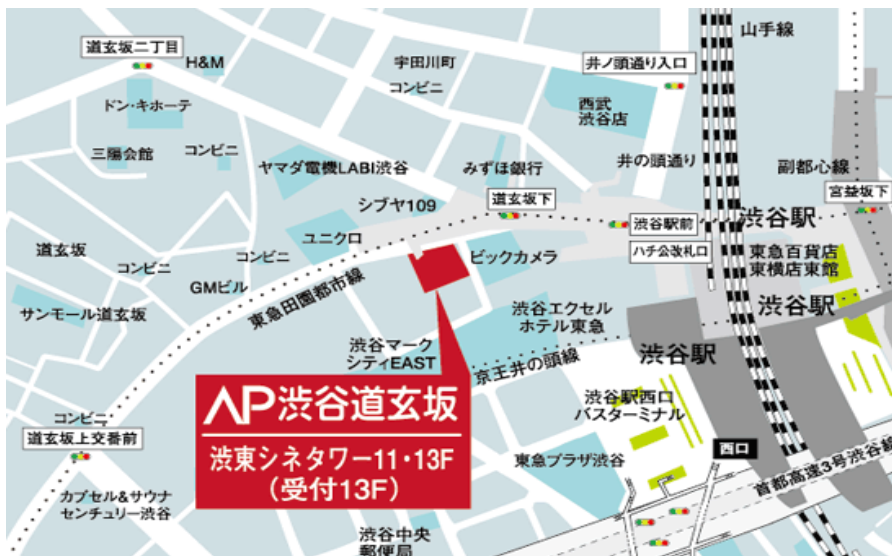 山手線
道玄坂二丁目
H&M
宇田川町
コンビニ
井ノ頭通り入口
ドン・キホーテ
西武
渋谷店
三陽会館
コンビニ
ヤマダ電機LABI渋谷
みずほ銀行
井の頭通り
副都心線
宮益坂下
シブヤ109
道玄坂下
渋谷駅前
渋谷駅
ユニクロ
ハチ公改札口
東急百貨店
東横店東館
道玄坂
コンビニ
コンビニ
ビックカメラ
GMビル
東急田園都市線
サンモール道玄坂
渋谷エクセル
ホテル東急
渋谷駅
渋谷マーク
シティEAST
京王井の頭線
渋谷駅
AP渋谷道玄坂
渋谷駅西口
バスターミナル
コンビニ
道玄坂上交番前
渋東シネタワー11・13F
(受付13F)
東急プラザ渋谷
西口
首都高速3号渋谷線
カプセル&サウナ
センチュリー渋谷
渋谷中央
郵便局